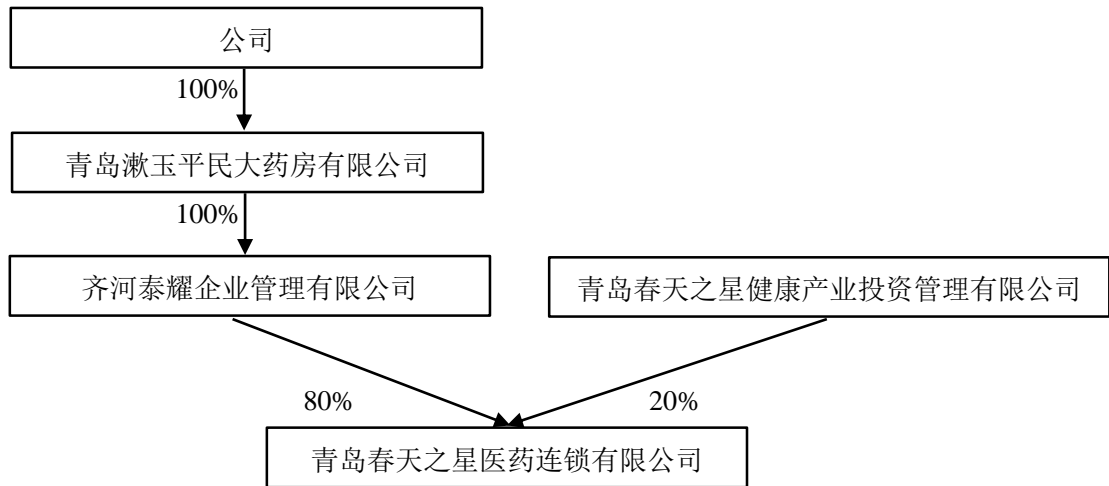 公司
100%
青岛漱玉平民大药房有限公司
100%
齐河泰耀企业管理有限公司
青岛春天之星健康产业投资管理有限公司
80%
20%
青岛春天之星医药连锁有限公司